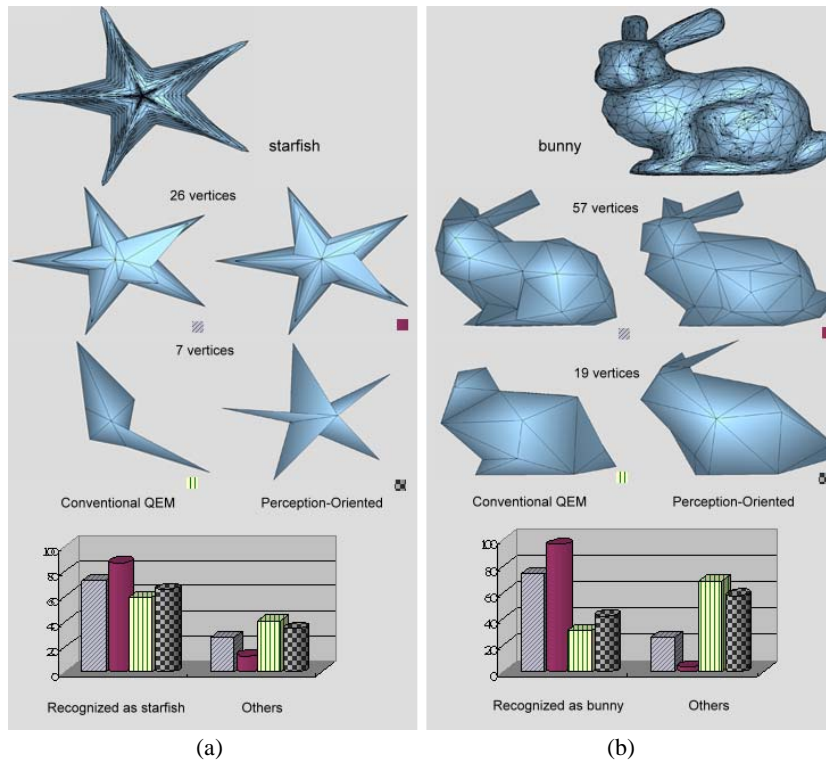 starfish
26 vertices
7 vertices
Conventional QEM Perception-Oriented
100
80
60
40
20
0
Recognized as starfish Others
(a)
bunny
57 vertices
19 vertices
Conventional QEM Perception-Oriented
100
80
60
40
20
0
Recognized as bunny Others
(b)